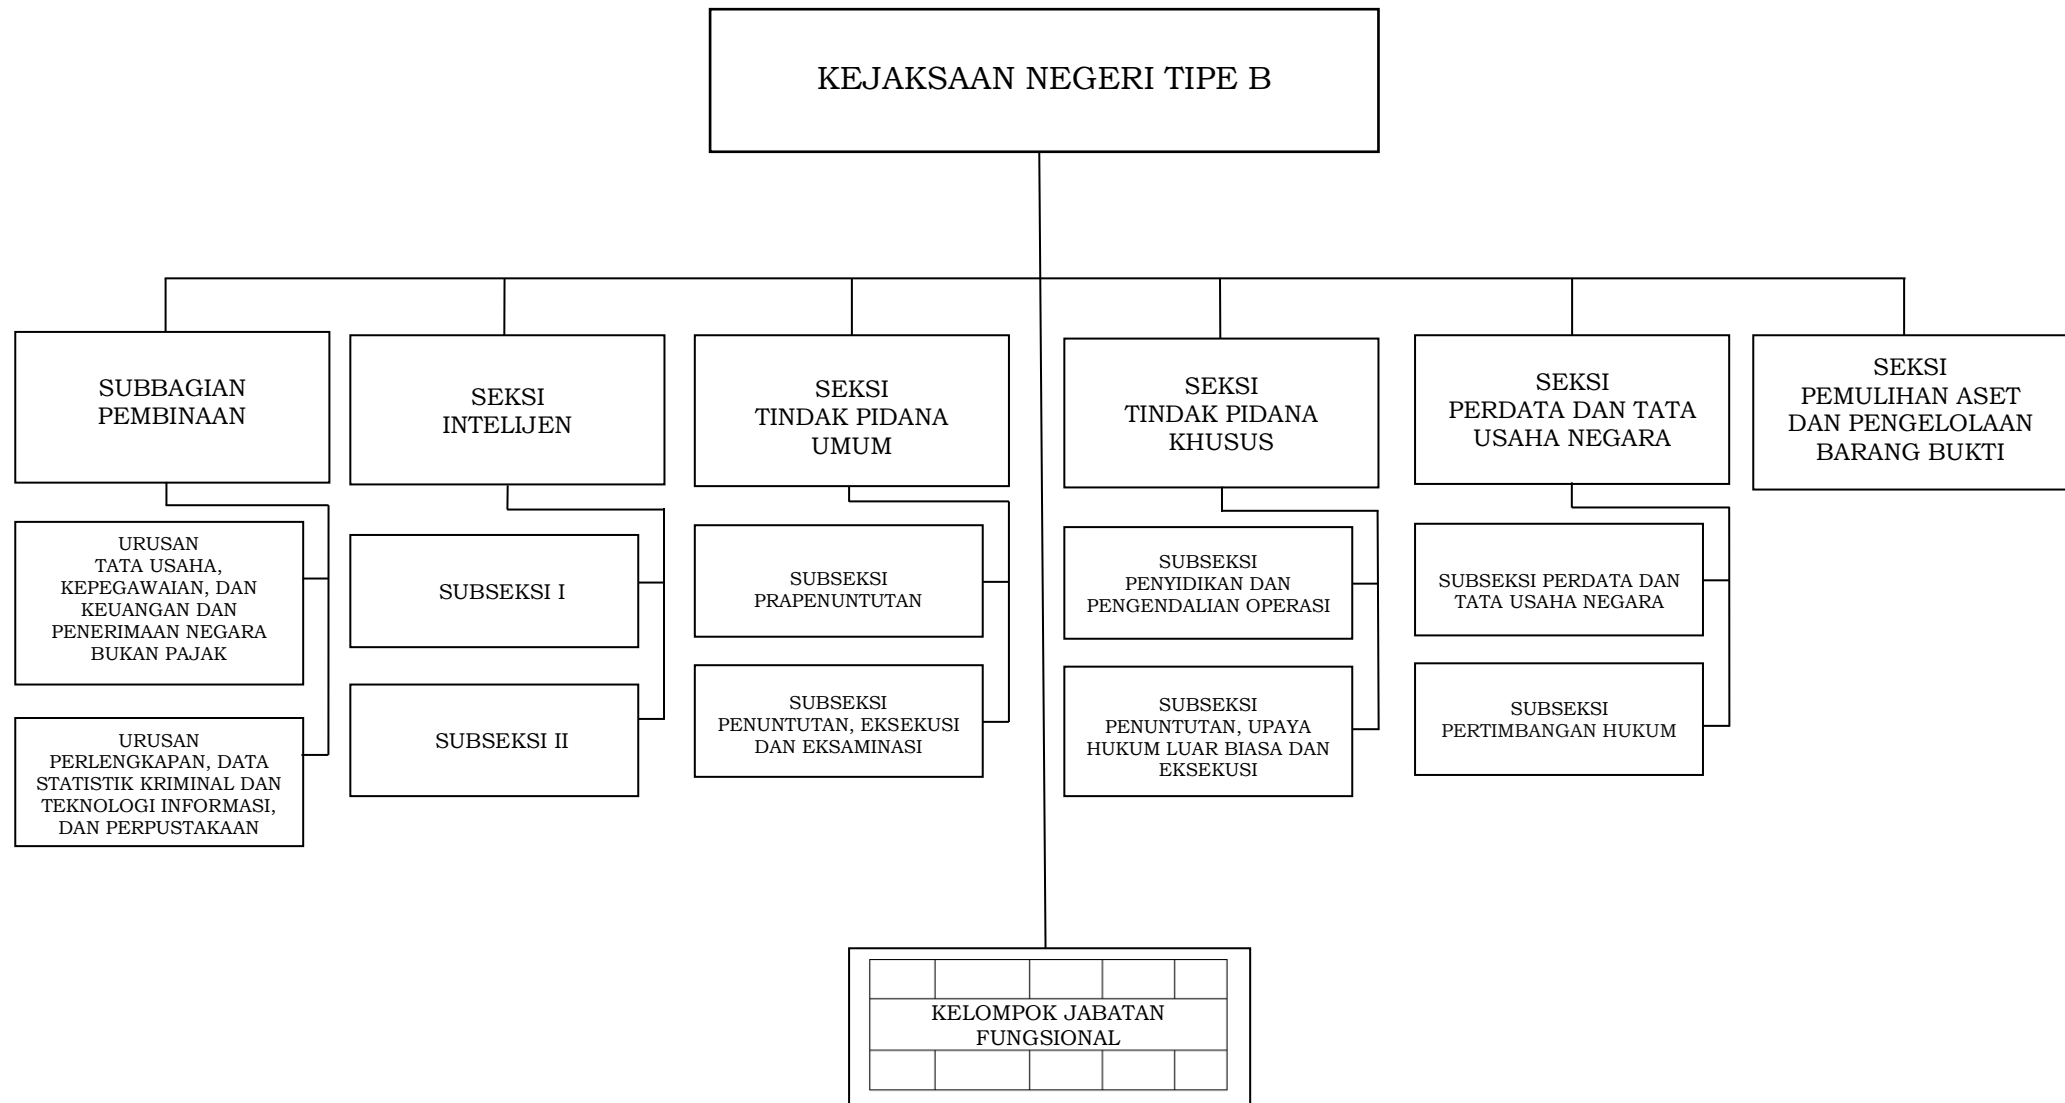 KEJAKSAAN NEGERI TIPE B
SUBBAGIAN
PEMBINAAN
SEKSI
INTELIJEN
SEKSI
TINDAK PIDANA
UMUM
SEKSI
TINDAK PIDANA
KHUSUS
SEKSI
PERDATA DAN TATA
USAHA NEGARA
SEKSI
PEMULIHAN ASET
DAN PENGELOLAAN
BARANG BUKTI
URUSAN
TATA USAHA,
KEPEGAWAIAN, DAN
KEUANGAN DAN
PENERIMAAN NEGARA
BUKAN PAJAK
SUBSEKSI I
SUBSEKSI
PRAPENUNTUTAN
SUBSEKSI
PENYIDIKAN DAN
PENGENDALIAN OPERASI
SUBSEKSI PERDATA DAN
TATA USAHA NEGARA
URUSAN
PERLENGKAPAN, DATA
STATISTIK KRIMINAL DAN
TEKNOLOGI INFORMASI,
DAN PERPUSTAKAAN
SUBSEKSI II
SUBSEKSI
PENUNTUTAN, EKSEKUSI
DAN EKSAMINASI
SUBSEKSI
PENUNTUTAN, UPAYA
HUKUM LUAR BIASA DAN
EKSEKUSI
SUBSEKSI
PERTIMBANGAN HUKUM
KELOMPOK JABATAN
FUNGSIONAL